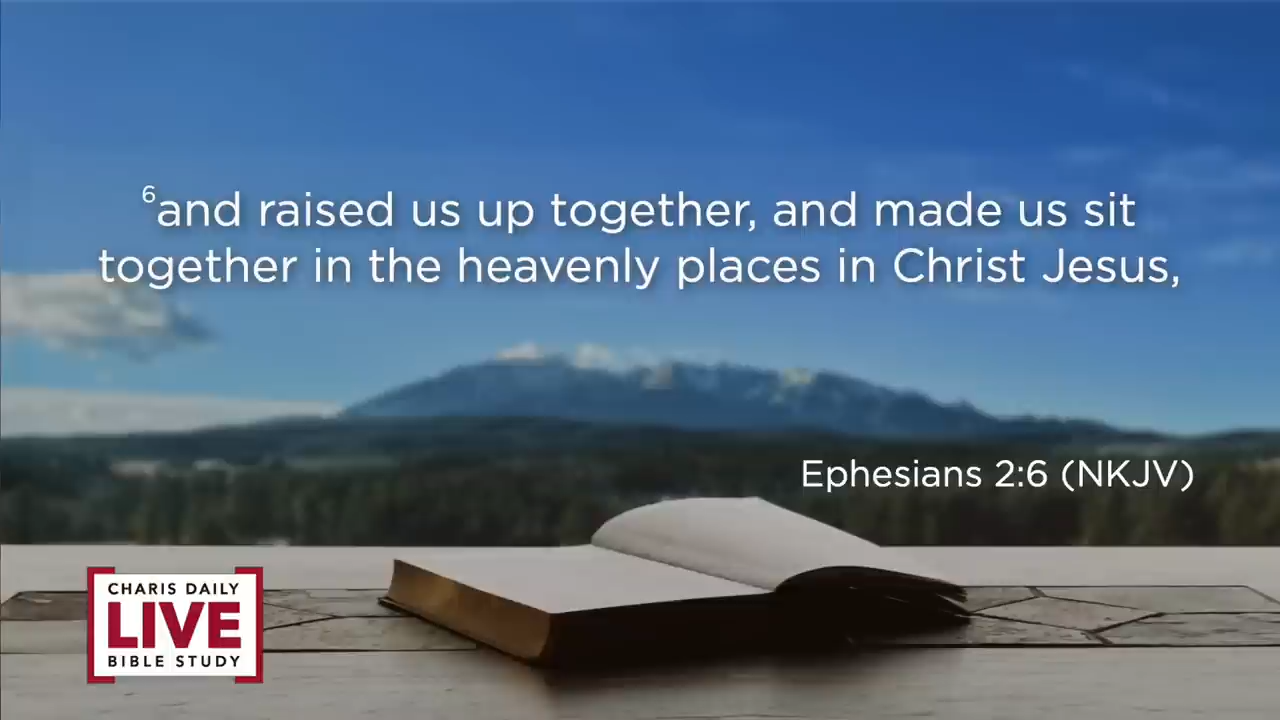 6and raised us up together, and made us sit
together in the heavenly places in Christ Jesus,
Ephesians 2:6 (NKJV)
CHARIS DAILY
LIVE
BIBLE STUDY